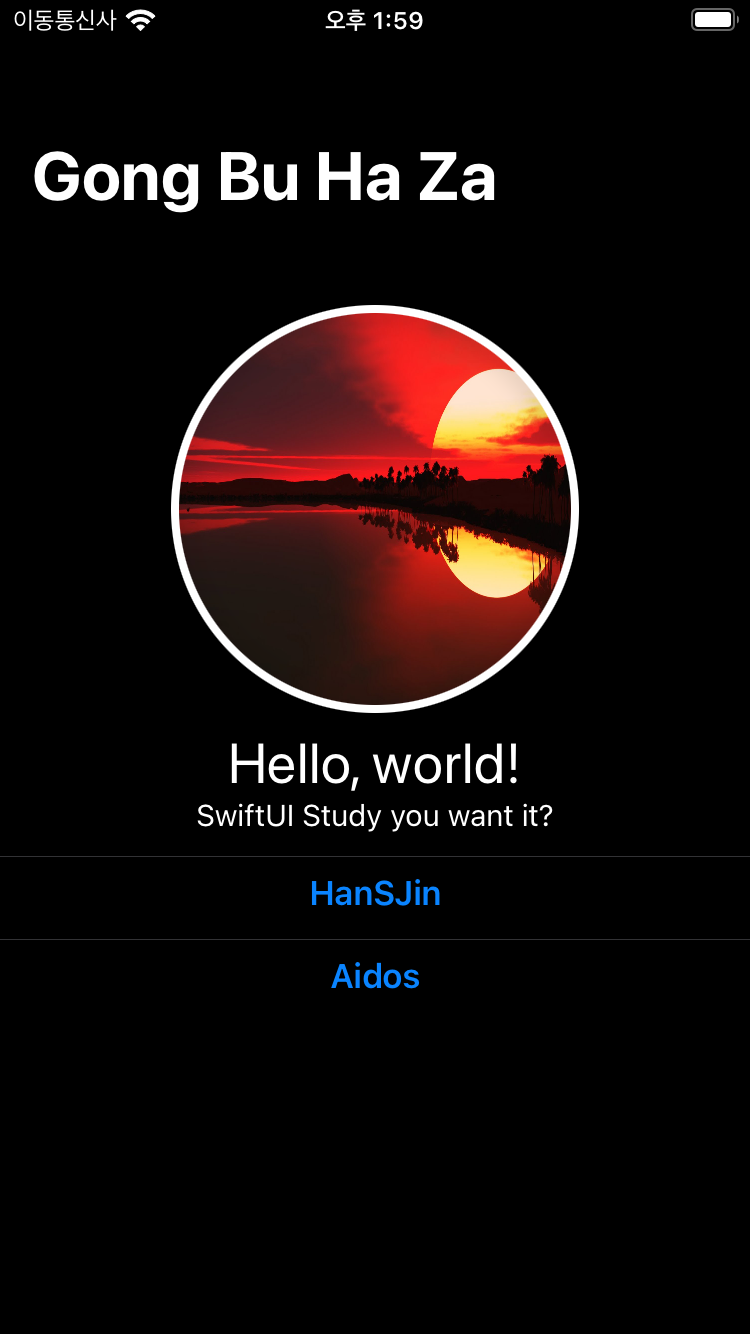 이동통신사 오후 1:59
Gong Bu Ha Za
Hello, world!
SwiftUI Study you want it?
HanSJin
Aidos